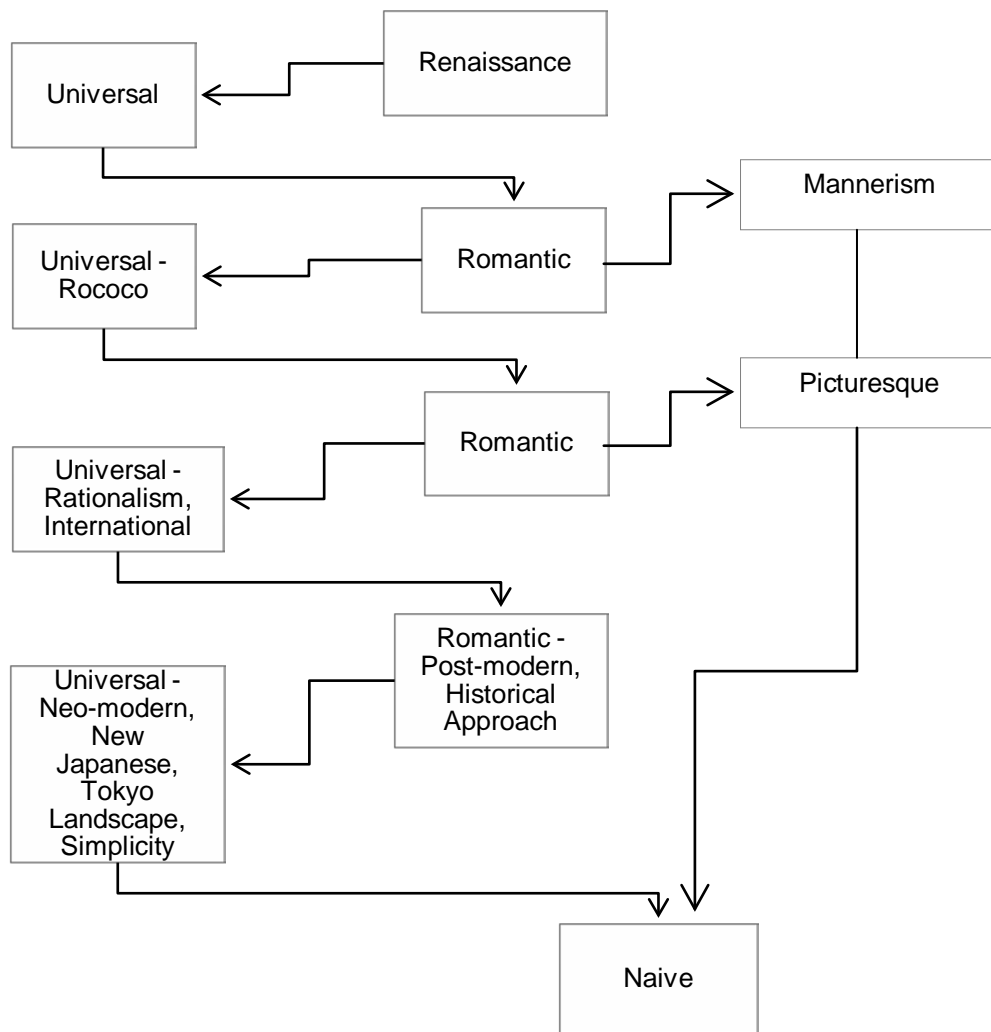 Renaissance
Universal
Mannerism
Romantic
Universal -
Rococo
Picturesque
Romantic
Universal -
Rationalism,
International
Romantic -
Post-modern,
Historical
Approach
Universal -
Neo-modern,
New
Japanese,
Tokyo
Landscape,
Simplicity
Naive